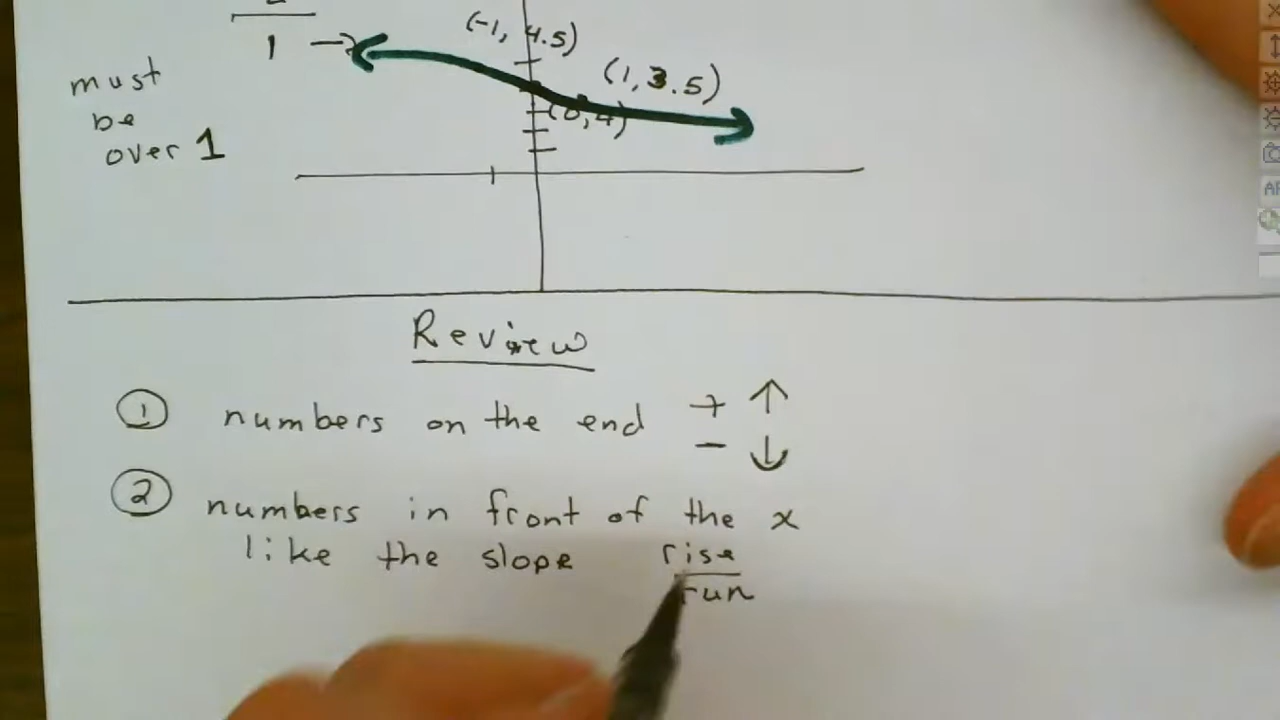 (-1, 4.5)
1 →
must
be
over 1
(1, 3.5)
(0, 4)
Review
① numbers on the end + ↑
- ↓
② numbers in front of the x
like the slope rise
run